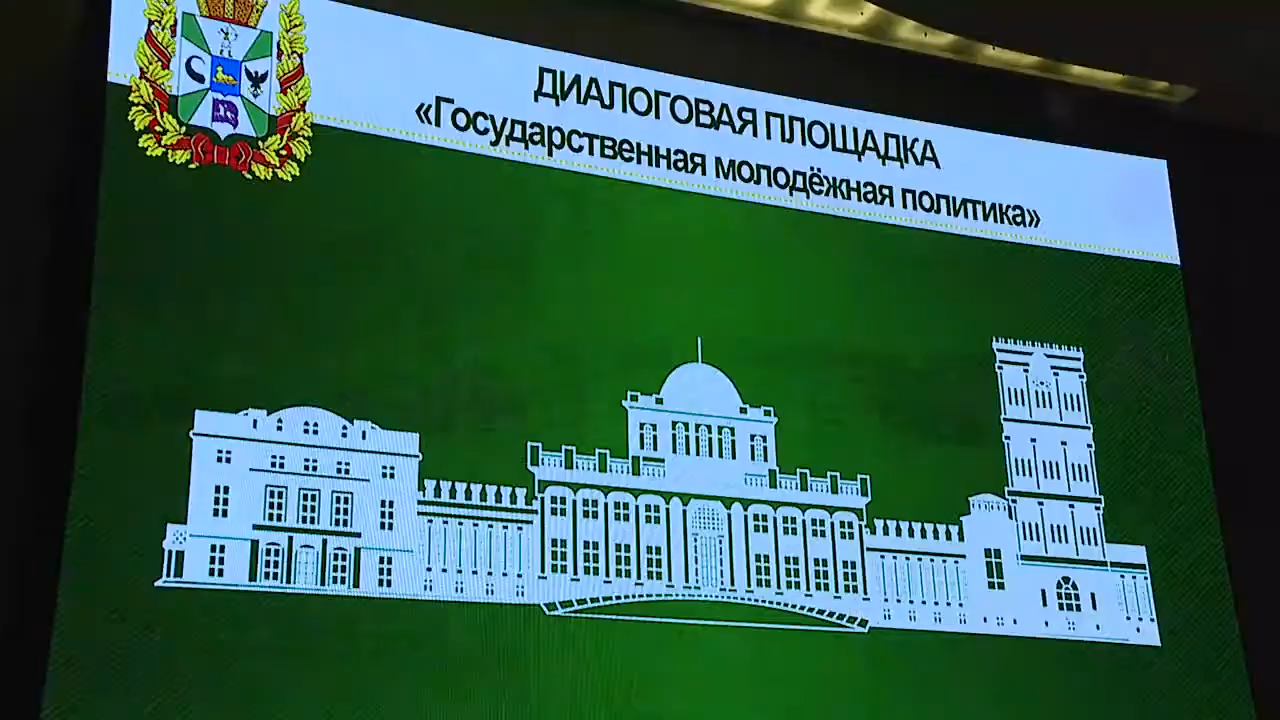 ДИАЛОГОВАЯ ПЛОЩАДКА
«Государственная молодёжная политика»